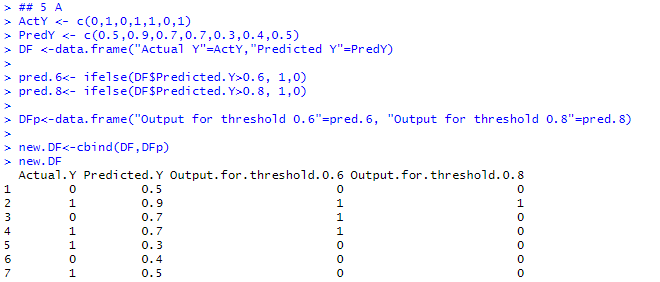 > ## 5 A
> ActY <- c(0,1,0,1,1,0,1)
> PredY <- c(0.5,0.9,0.7,0.7,0.3,0.4,0.5)
> DF <-data.frame("Actual Y"=ActY,"Predicted Y"=PredY)
>
> pred.6<- ifelse(DF$Predicted.Y>0.6, 1,0)
> pred.8<- ifelse(DF$Predicted.Y>0.8, 1,0)
>
> DFp<-data.frame("Output for threshold 0.6"=pred.6, "Output for threshold 0.8"=pred.8)
>
> new.DF<-cbind(DF,DFp)
> new.DF
  Actual.Y Predicted.Y Output.for.threshold.0.6 Output.for.threshold.0.8
1        0         0.5                        0                        0
2        1         0.9                        1                        1
3        0         0.7                        1                        0
4        1         0.7                        1                        0
5        1         0.3                        0                        0
6        0         0.4                        0                        0
7        1         0.5                        0                        0